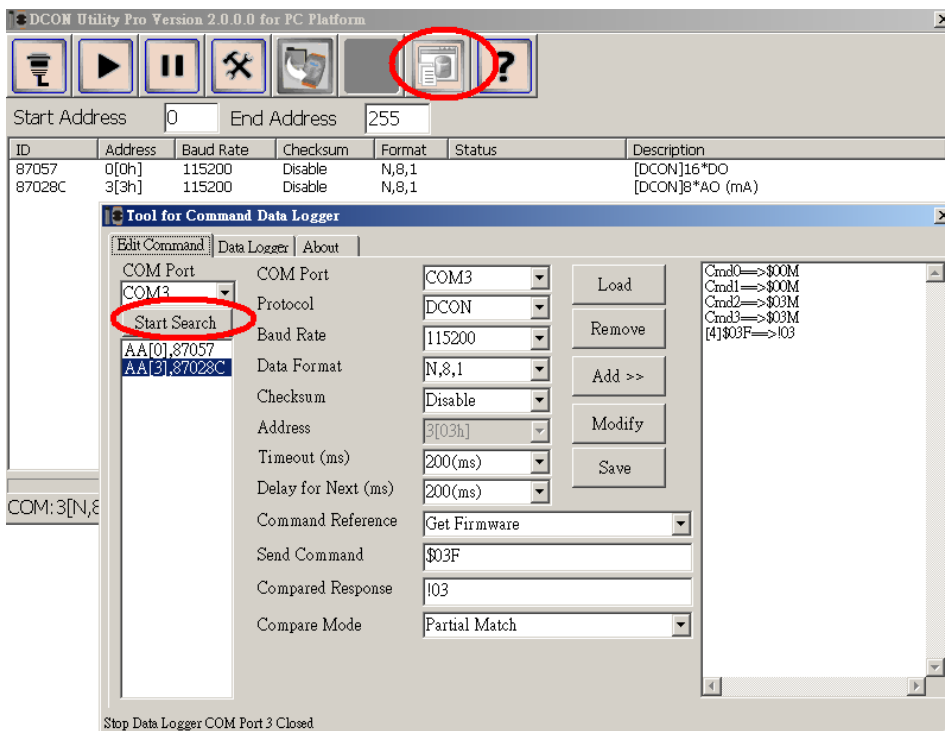 DCON Utility Pro Version 2.0.0.0 for PC Platform
?
Start Address 0 End Address 255
ID Address Baud Rate Checksum Format Status Description
87057 0[0h] 115200 Disable N,8,1 [DCON]16*DO
87028C 3[3h] 115200 Disable N,8,1 [DCON]8*AO (mA)
COM:3[N,8
Tool for Command Data Logger
Edit Command Data Logger About
COM Port
COM3
Start Search
AA[0],87057
AA[3],87028C
COM Port COM3
Protocol DCON
Baud Rate 115200
Data Format N,8,1
Checksum Disable
Address 3[03h]
Timeout (ms) 200(ms)
Delay for Next (ms) 200(ms)
Command Reference Get Firmware
Send Command $03F
Compared Response !03
Compare Mode Partial Match
Load
Remove
Add >>
Modify
Save
Cmd0==>$00M
Cmd1==>$00M
Cmd2==>$03M
Cmd3==>$03M
[4]$03F==>!03
Stop Data Logger COM Port 3 Closed